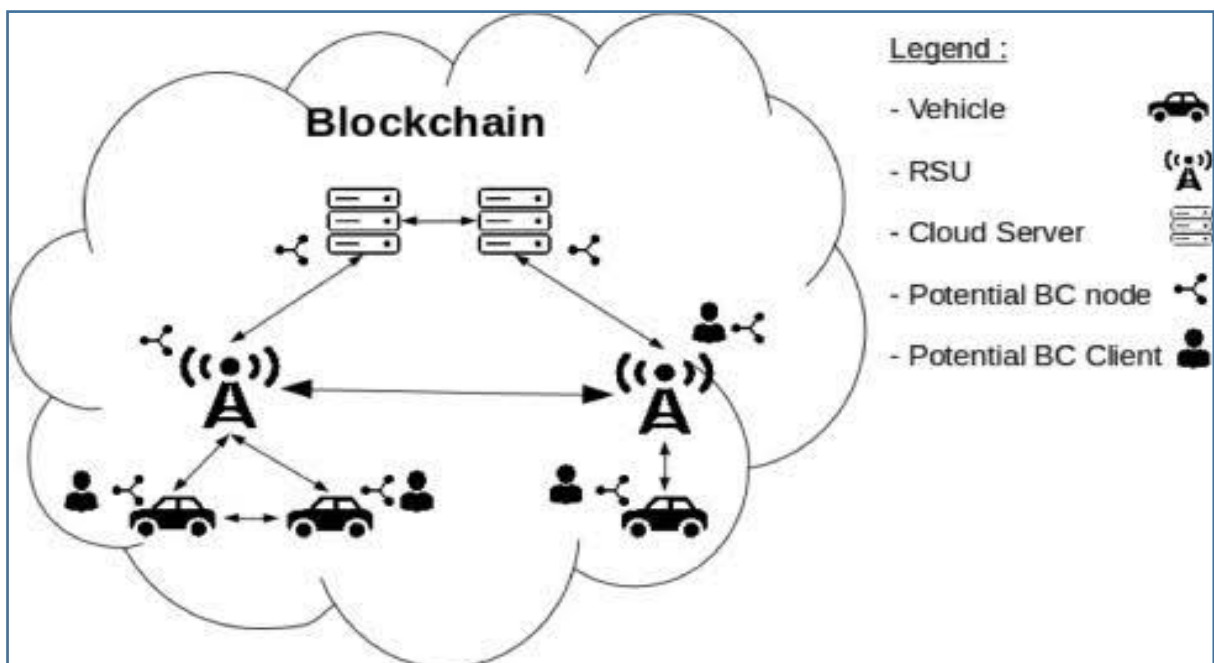 Blockchain
Legend :
- Vehicle
- RSU
- Cloud Server
- Potential BC node
- Potential BC Client